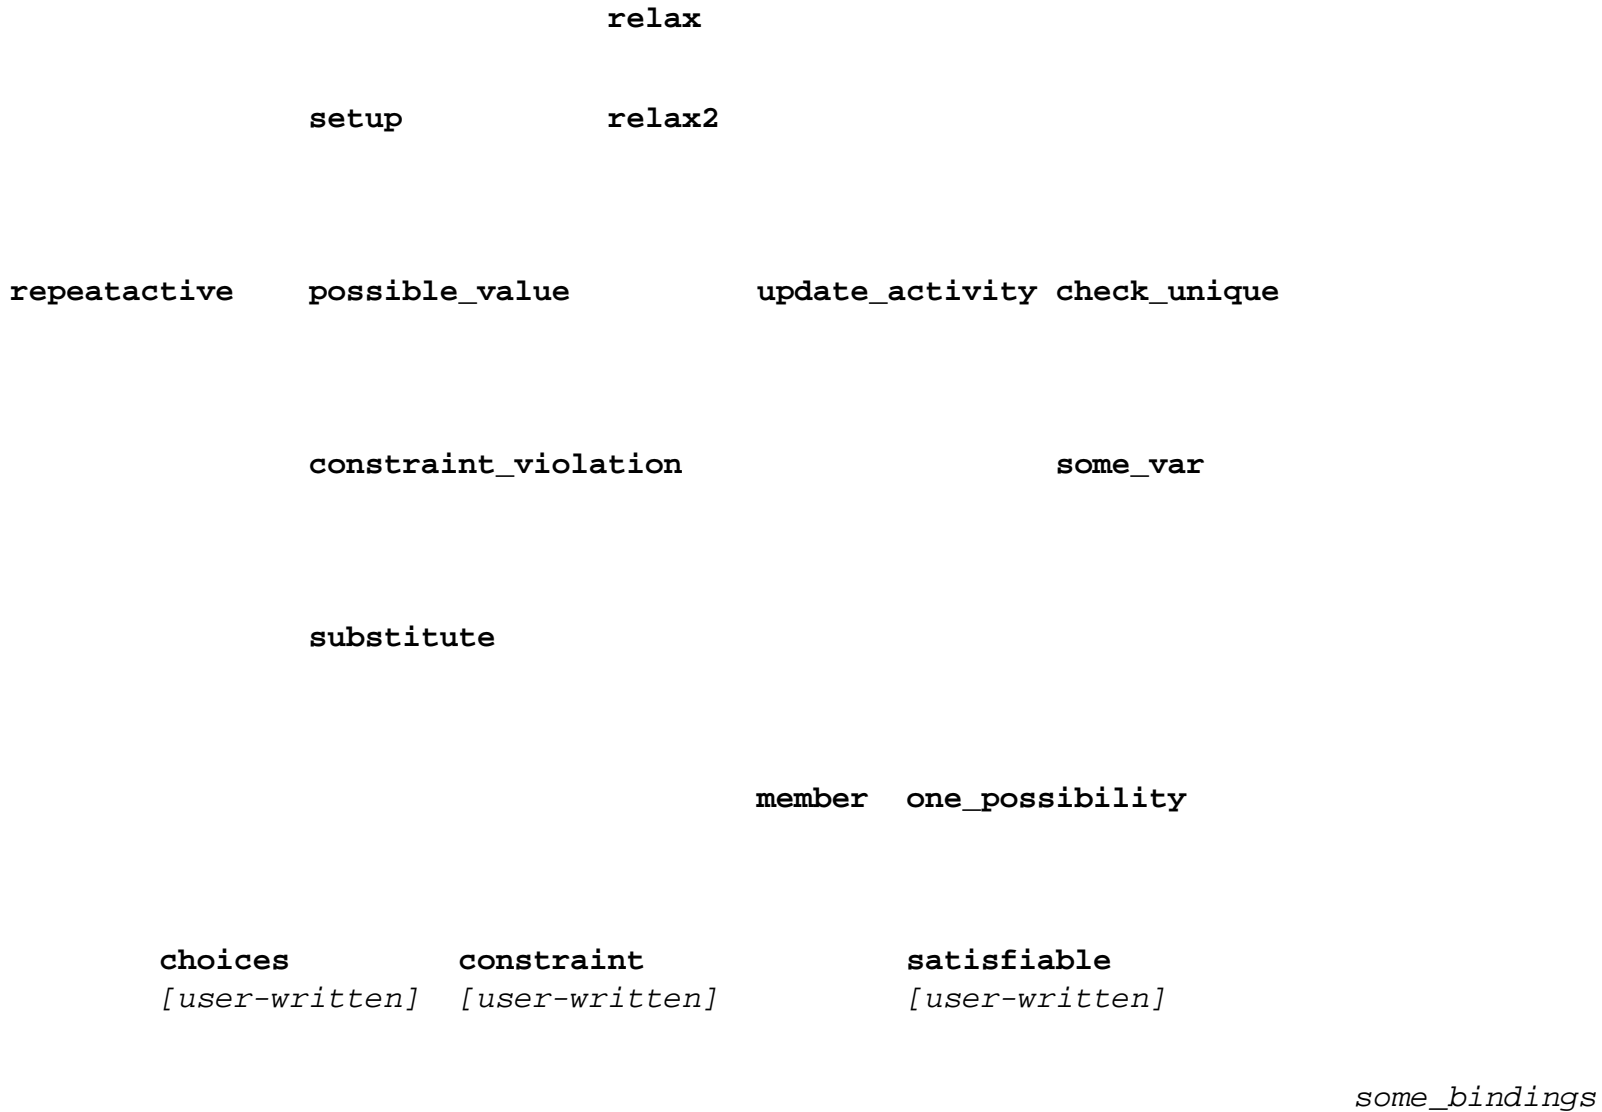 relax
setup relax2
repeatactive possible_value update_activity check_unique
constraint_violation some_var
substitute
member one_possibility
choices constraint satisfiable
[user-written] [user-written] [user-written]
some_bindings